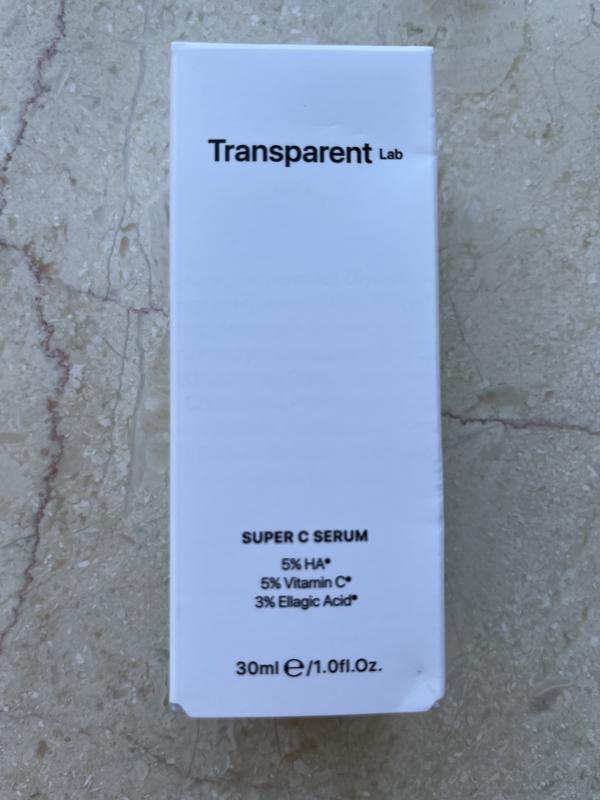 Transparent Lab
SUPER C SERUM
5% HA*
5% Vitamin C*
3% Ellagic Acid*
30ml ℮/1.0fl.Oz.